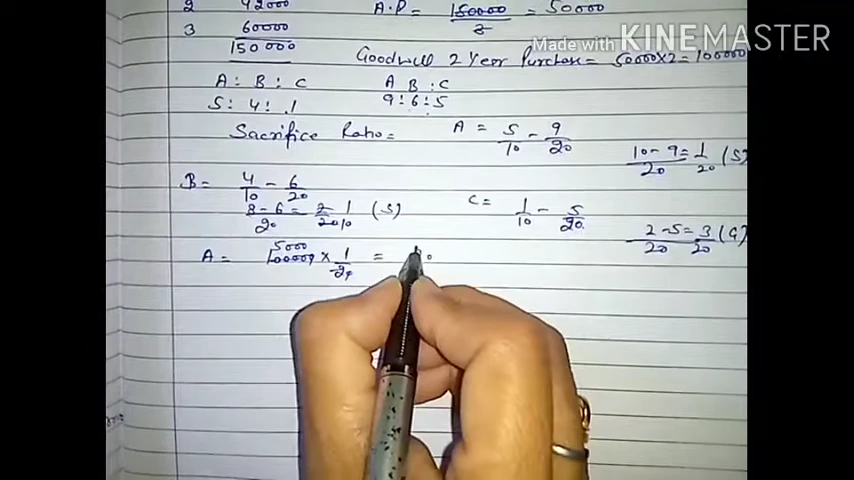 2 42000 A.P = 150000 = 50000
3 60000 3
150 000
Made with KINEMASTER
Goodwill 2 Year Purchase = 50000×2=100000
A : B : C A B : C
5 : 4 : 1 9 : 6 : 5
Sacrifice Ratio = A = 5/10 - 9/20
10-9/20 = 1/20 (S)
B = 4/10 - 6/20
8-6/20 = 2/20 1/10 (S)
C = 1/10 - 5/20
2-5/20 = 3/20 (G)
A = 5000
100000 × 1/20 =